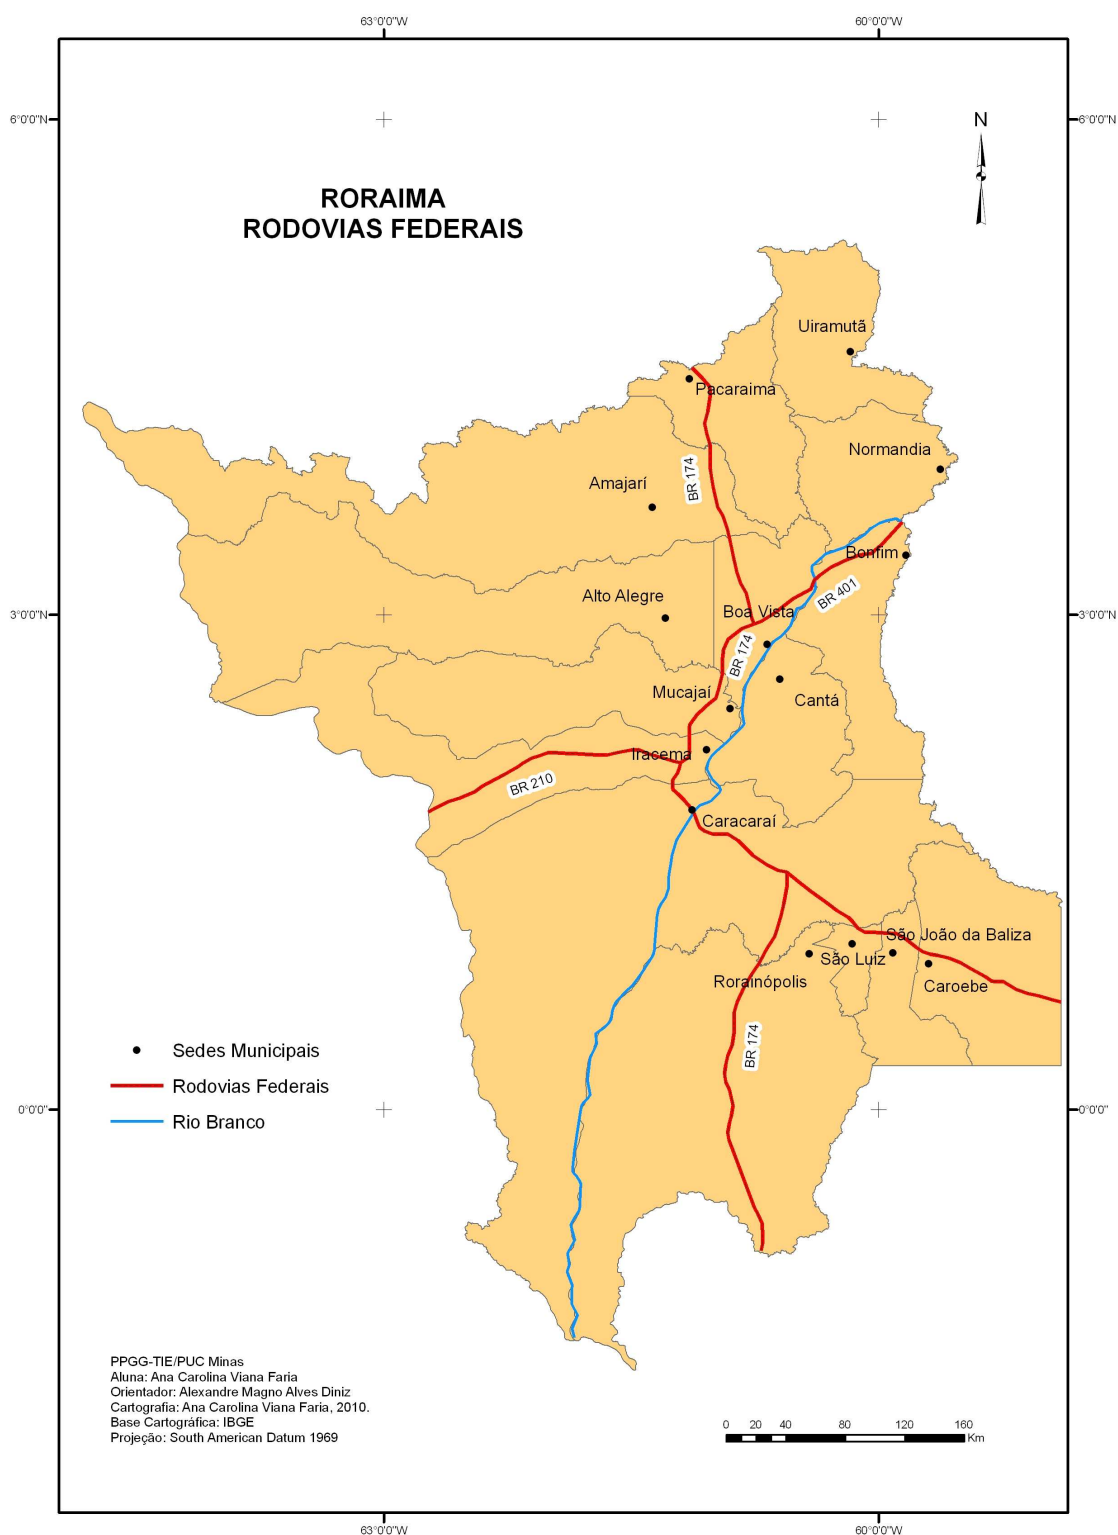 63°0'0"W
60°0'0"W
6°0'0"N
6°0'0"N
N
RORAIMA
RODOVIAS FEDERAIS
Uiramutã
Pacaraima
Normandia
BR 174
Amajarí
Bonfim
BR 401
Alto Alegre
Boa Vista
3°0'0"N
3°0'0"N
BR 174
Mucajaí
Cantá
Iracema
BR 210
Caracaraí
São João da Baliza
São Luiz
Rorainópolis
Caroebe
BR 174
Sedes Municipais
Rodovias Federais
Rio Branco
0°0'0"
0°0'0"
PPGG-TIE/PUC Minas
Aluna: Ana Carolina Viana Faria
Orientador: Alexandre Magno Alves Diniz
Cartografia: Ana Carolina Viana Faria, 2010.
Base Cartográfica: IBGE
Projeção: South American Datum 1969
0 20 40 80 120 160
Km
63°0'0"W
60°0'0"W